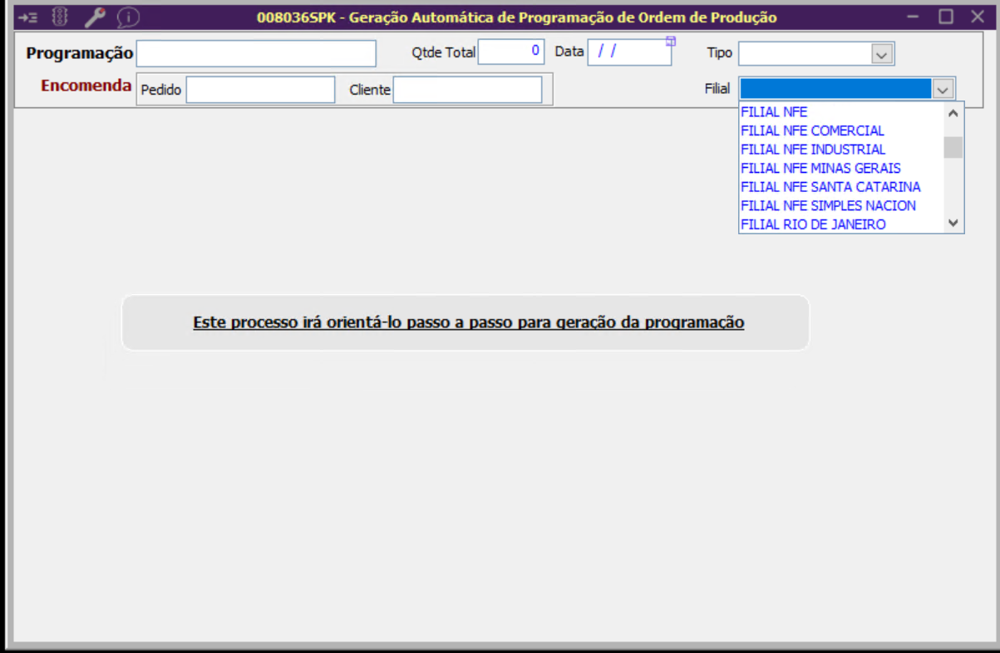 008036SPK - Geração Automática de Programação de Ordem de Produção
Programação Qtde Total 0 Data / / Tipo
Encomenda Pedido Cliente Filial
FILIAL NFE
FILIAL NFE COMERCIAL
FILIAL NFE INDUSTRIAL
FILIAL NFE MINAS GERAIS
FILIAL NFE SANTA CATARINA
FILIAL NFE SIMPLES NACION
FILIAL RIO DE JANEIRO
Este processo irá orientá-lo passo a passo para geração da programação